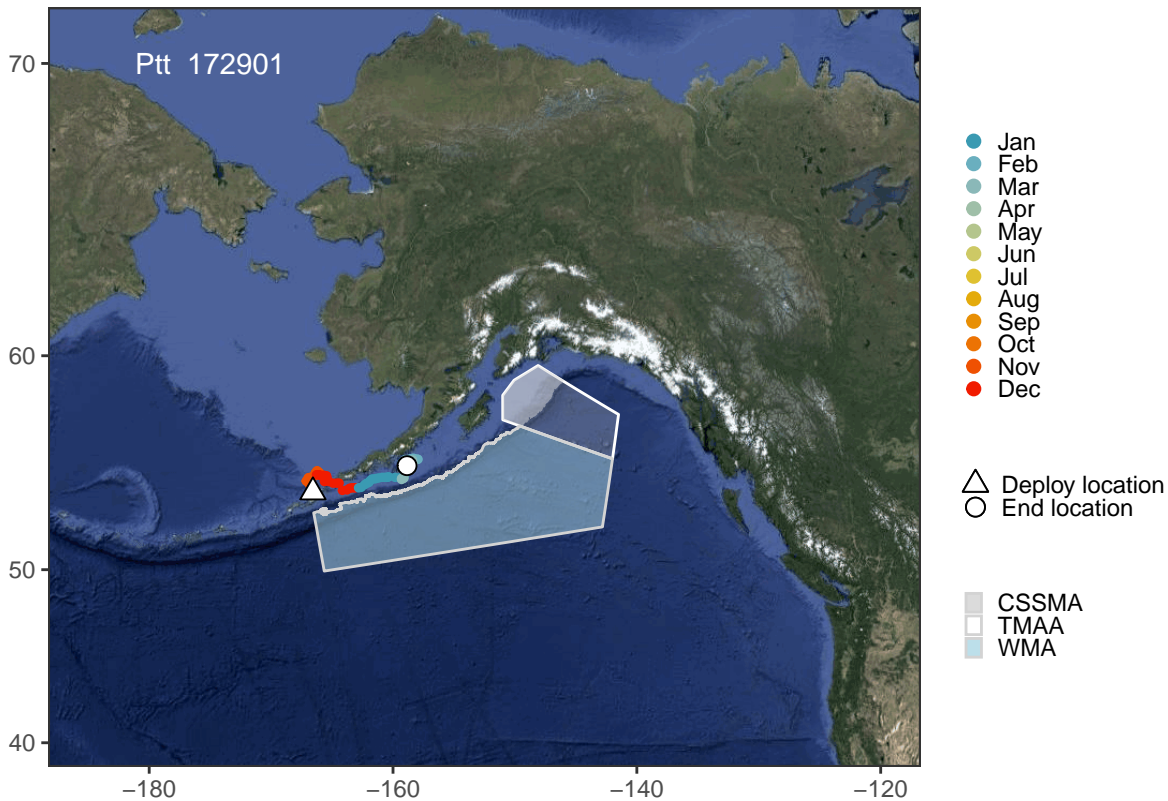 Ptt 172901
70
60
50
40
−180
−160
−140
−120
Jan
Feb
Mar
Apr
May
Jun
Jul
Aug
Sep
Oct
Nov
Dec
Deploy location
End location
CSSMA
TMAA
WMA